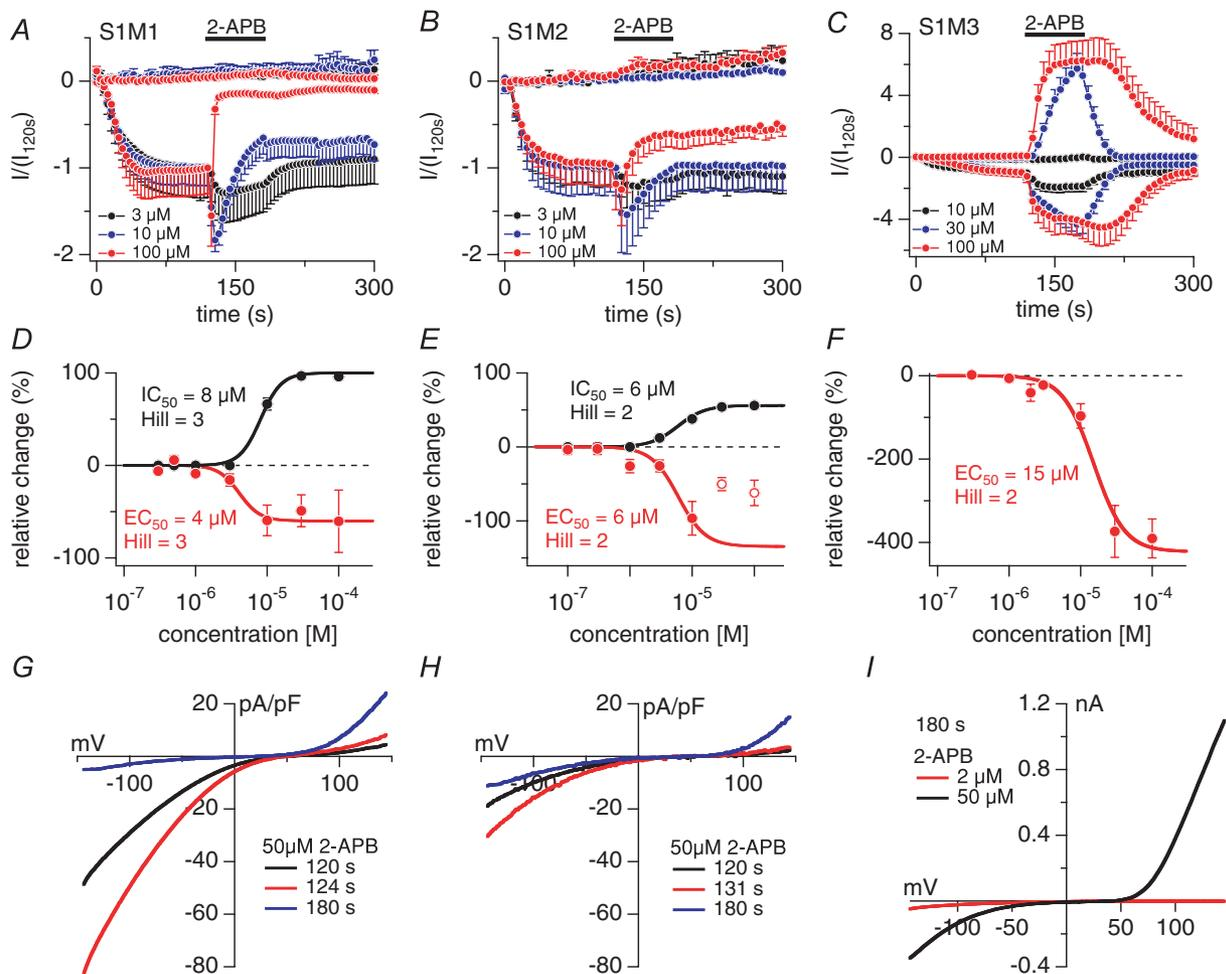 A
S1M1
2-APB
0
-1
-2
I/(I120s)
3 µM
10 µM
100 µM
0
150
300
time (s)
B
S1M2
2-APB
0
-1
-2
I/(I120s)
3 µM
10 µM
100 µM
0
150
300
time (s)
C
S1M3
2-APB
8
4
0
-4
I/(I120s)
10 µM
30 µM
100 µM
0
150
300
time (s)
D
100
0
-100
relative change (%)
IC50 = 8 µM
Hill = 3
EC50 = 4 µM
Hill = 3
10-7
10-6
10-5
10-4
concentration [M]
E
100
0
-100
relative change (%)
IC50 = 6 µM
Hill = 2
EC50 = 6 µM
Hill = 2
10-7
10-5
concentration [M]
F
0
-200
-400
relative change (%)
EC50 = 15 µM
Hill = 2
10-7
10-6
10-5
10-4
concentration [M]
G
20
pA/pF
mV
-100
100
-20
-40
-60
-80
50µM 2-APB
120 s
124 s
180 s
H
20
pA/pF
mV
-100
100
-20
-40
-60
-80
50µM 2-APB
120 s
131 s
180 s
I
1.2
nA
180 s
2-APB
2 µM
50 µM
0.8
0.4
mV
-100
-50
50
100
-0.4